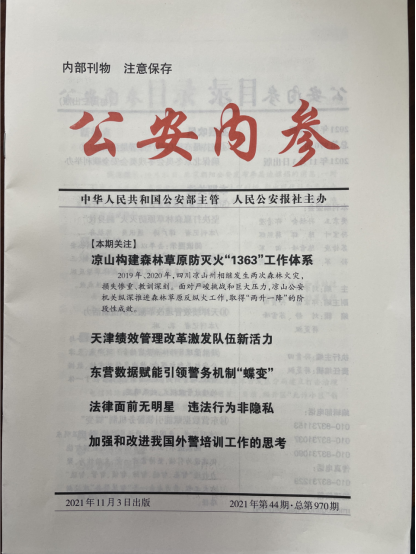 内部刊物 注意保存
公安内参
中华人民共和国公安部主管 人民公安报社主办
【本期关注】
凉山构建森林草原防灭火“1363”工作体系
2019年、2020年，四川凉山州相继发生两次森林火灾，
损失惨重、教训深刻。面对严峻挑战和巨大压力，凉山公安
机关纵深推进森林草原反纵火工作，取得“两升一降”的阶
段性成效。
天津绩效管理改革激发队伍新活力
东营数据赋能引领警务机制“蝶变”
法律面前无明星 违法行为非隐私
加强和改进我国外警培训工作的思考
2021年11月3日出版
2021年第44期·总第970期